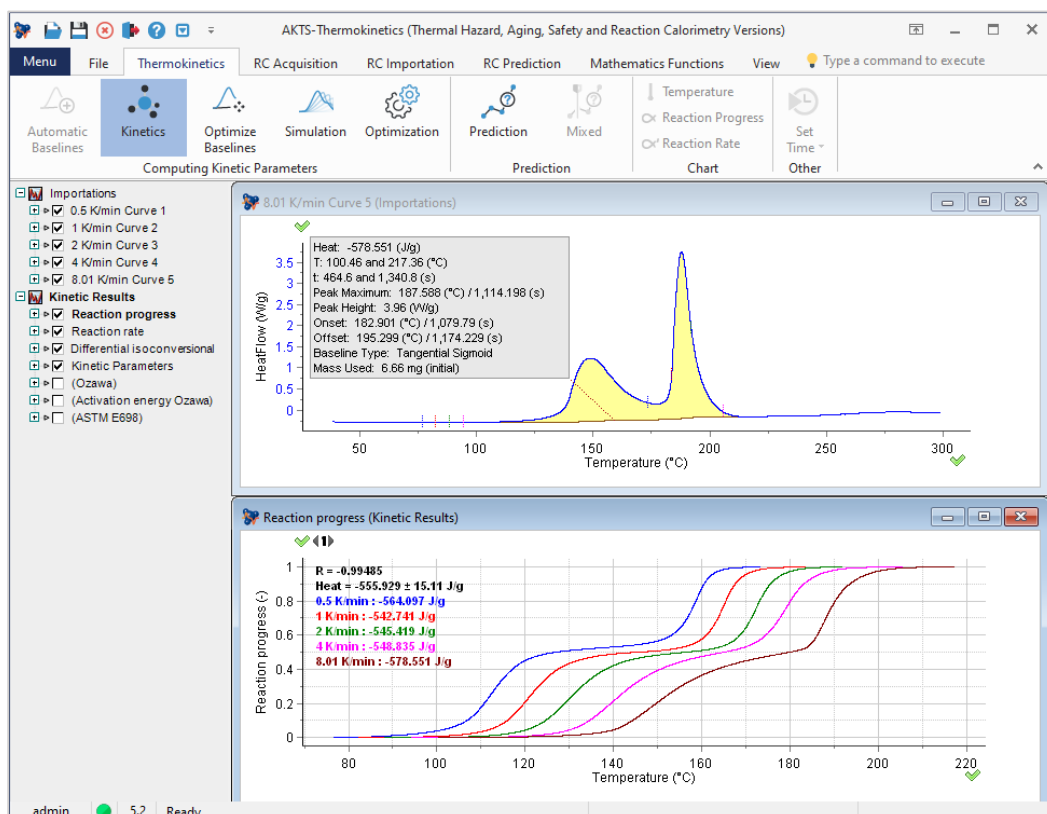 AKTS-Thermokinetics (Thermal Hazard, Aging, Safety and Reaction Calorimetry Versions)
Menu File Thermokinetics RC Acquisition RC Importation RC Prediction Mathematics Functions View Type a command to execute
Automatic Baselines
Kinetics
Optimize Baselines
Simulation
Optimization
Prediction
Mixed
Temperature
Reaction Progress
Reaction Rate
Set Time
Computing Kinetic Parameters Prediction Chart Other
Importations
0.5 K/min Curve 1
1 K/min Curve 2
2 K/min Curve 3
4 K/min Curve 4
8.01 K/min Curve 5
Kinetic Results
Reaction progress
Reaction rate
Differential isoconversional
Kinetic Parameters
(Ozawa)
(Activation energy Ozawa)
(ASTM E698)
8.01 K/min Curve 5 (Importations)
Heat: -578.551 (J/g)
T: 100.46 and 217.36 (°C)
t: 464.6 and 1,340.8 (s)
Peak Maximum: 187.588 (°C) / 1,114.198 (s)
Peak Height: 3.96 (W/g)
Onset: 182.901 (°C) / 1,079.79 (s)
Offset: 195.299 (°C) / 1,174.229 (s)
Baseline Type: Tangential Sigmoid
Mass Used: 6.66 mg (initial)
HeatFlow (W/g)
3.5
3
2.5
2
1.5
1
0.5
0
50 100 150 200 250 300
Temperature (°C)
Reaction progress (Kinetic Results)
1
R = -0.99485
Heat = -555.929 ± 15.11 J/g
0.5 K/min : -564.097 J/g
1 K/min : -542.741 J/g
2 K/min : -545.419 J/g
4 K/min : -548.835 J/g
8.01 K/min : -578.551 J/g
Reaction progress (-)
1
0.8
0.6
0.4
0.2
0
80 100 120 140 160 180 200 220
Temperature (°C)
admin 5.2 Ready